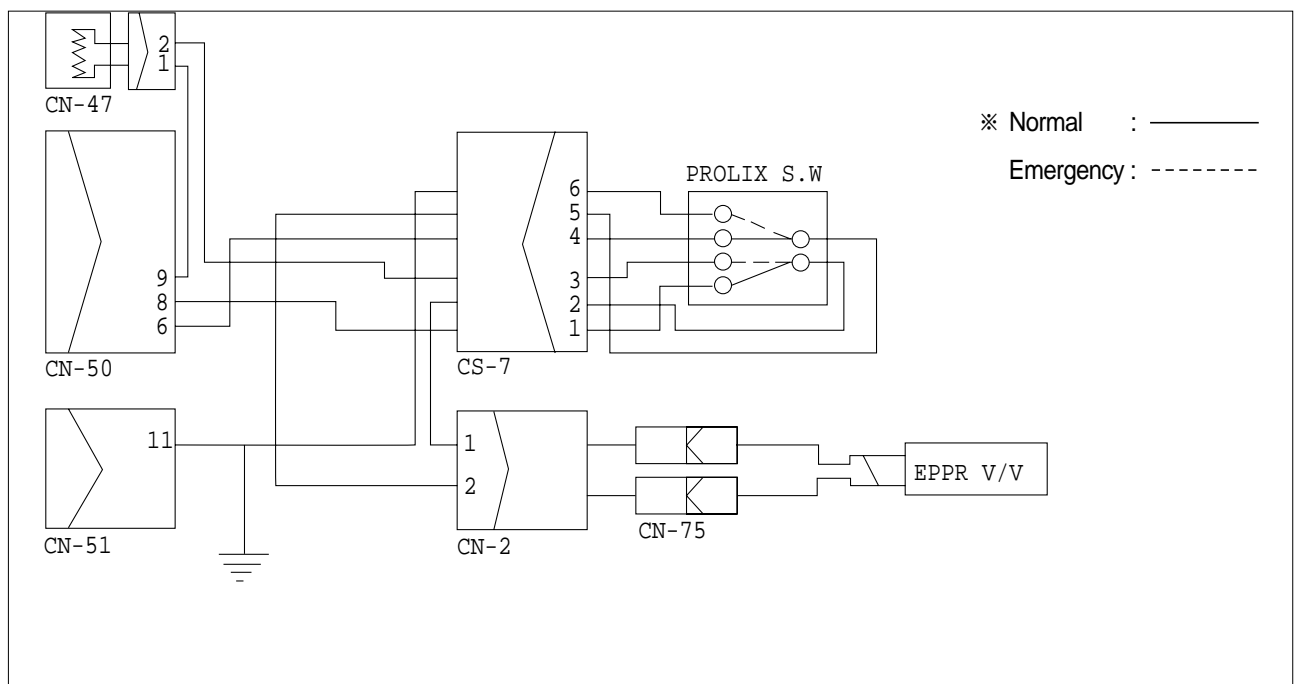 2
1
CN-47
※ Normal :
Emergency :
PROLIX S.W
6
5
4
3
2
1
9
8
6
CN-50
CS-7
11
1
2
EPPR V/V
CN-51
CN-2
CN-75